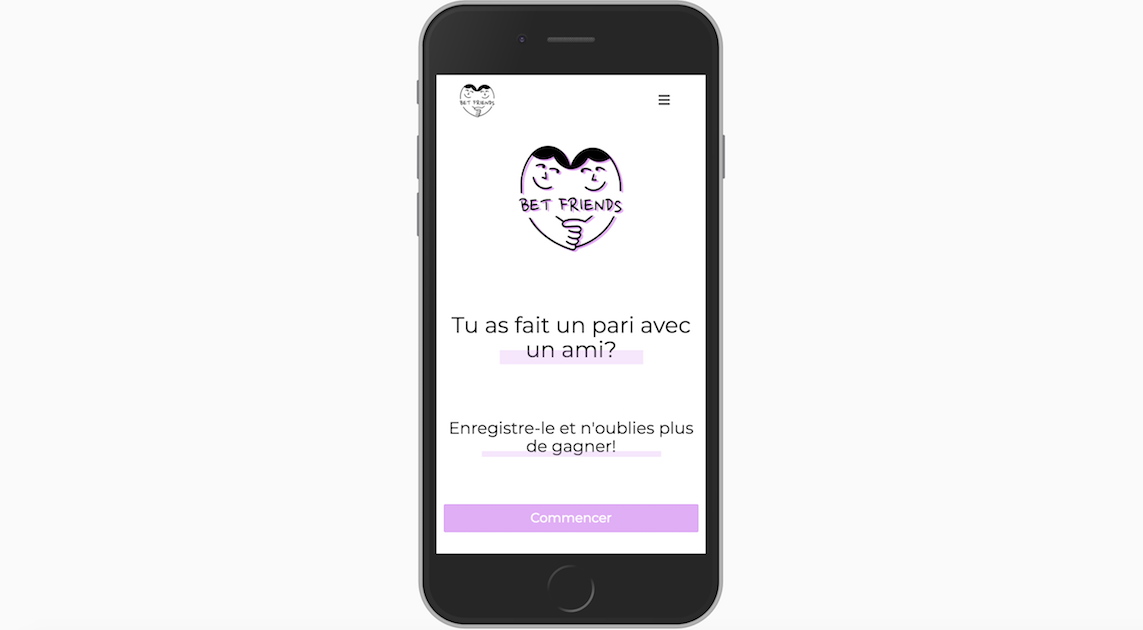 BET FRIENDS
BET FRIENDS
Tu as fait un pari avec
un ami?
Enregistre-le et n'oublies plus
de gagner!
Commencer